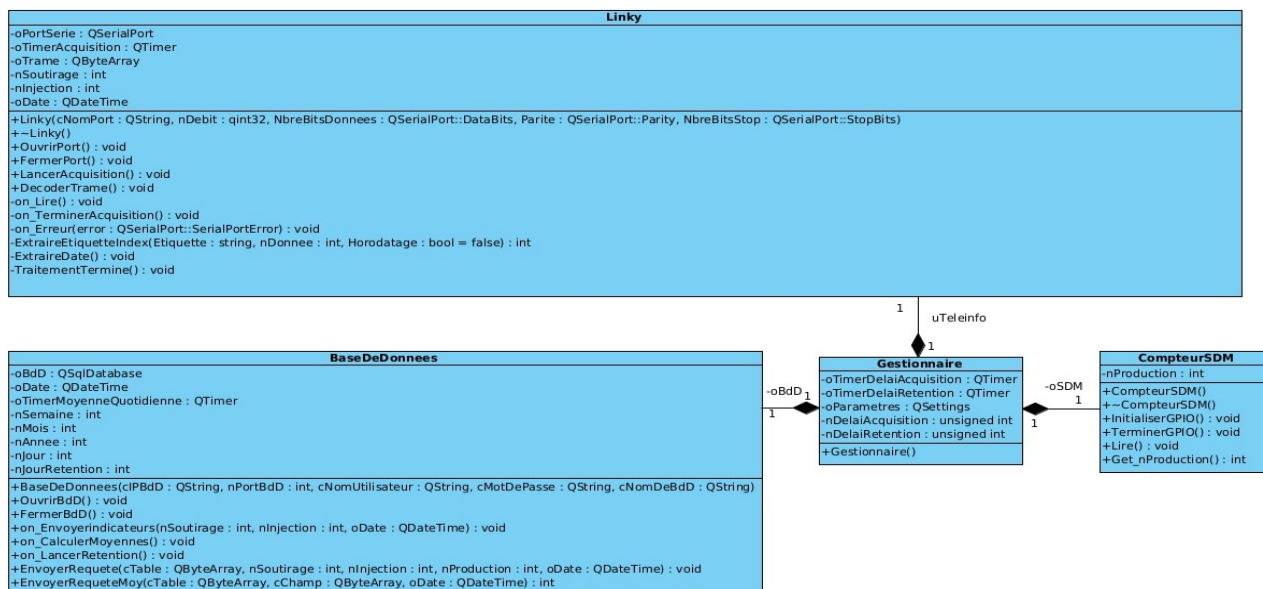 Linky
-oPortSerie : QSerialPort
-oTimerAcquisition : QTimer
-oTrame : QByteArray
-nSoutirage : int
-nInjection : int
-oDate : QDateTime
+Linky(cNomPort : QString, nDebit : qint32, NbreBitsDonnees : QSerialPort::DataBits, Parite : QSerialPort::Parity, NbreBitsStop : QSerialPort::StopBits)
+~Linky()
+OuvrirPort() : void
+FermerPort() : void
+LancerAcquisition() : void
+DecoderTrame() : void
-on_Lire() : void
-on_TerminerAcquisition() : void
-on_Erreur(error : QSerialPort::SerialPortError) : void
-ExtraireEtiquetteIndex(Etiquette : string, nDonnee : int, Horodatage : bool = false) : int
-ExtraireDate() : void
-TraitementTermine() : void
1
uTeleinfo
1
BaseDeDonnees
-oBdD : QSqlDatabase
-oDate : QDateTime
-oTimerMoyenneQuotidienne : QTimer
-nSemaine : int
-nMois : int
-nAnnee : int
-nJour : int
-nJourRetention : int
+BaseDeDonnees(cIPBdD : QString, nPortBdD : int, cNomUtilisateur : QString, cMotDePasse : QString, cNomDeBdD : QString)
+OuvrirBdD() : void
+FermerBdD() : void
+on_Envoyerindicateurs(nSoutirage : int, nInjection : int, oDate : QDateTime) : void
+on_CalculerMoyennes() : void
+on_LancerRetention() : void
+EnvoyerRequete(cTable : QByteArray, nSoutirage : int, nInjection : int, nProduction : int, oDate : QDateTime) : void
+EnvoyerRequeteMoy(cTable : QByteArray, cChamp : QByteArray, oDate : QDateTime) : int
-oBdD
1
1
Gestionnaire
-oTimerDelaiAcquisition : QTimer
-oTimerDelaiRetention : QTimer
-oParametres : QSettings
-nDelaiAcquisition : unsigned int
-nDelaiRetention : unsigned int
+Gestionnaire()
-oSDM
1
1
CompteurSDM
-nProduction : int
+CompteurSDM()
+~CompteurSDM()
+InitialiserGPIO() : void
+TerminerGPIO() : void
+Lire() : void
+Get_nProduction() : int